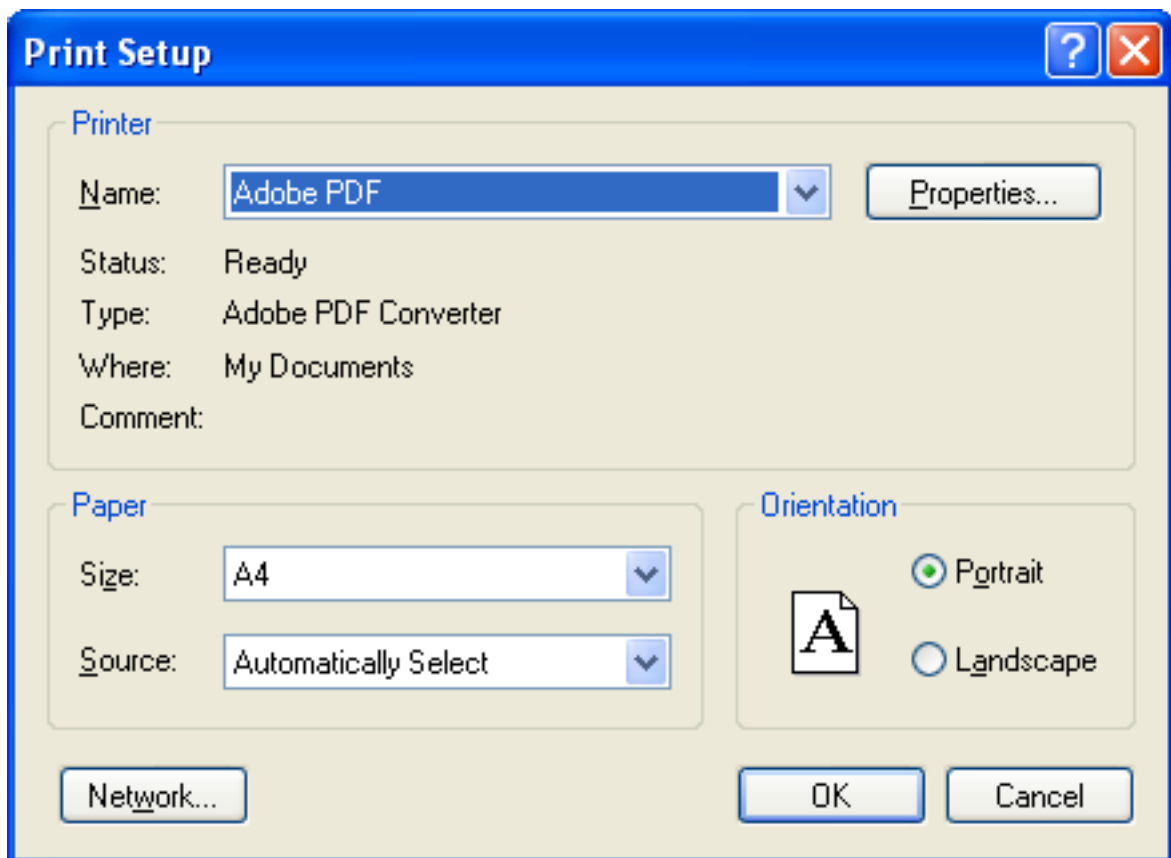 Print Setup
Printer
Name: Adobe PDF Properties...
Status: Ready
Type: Adobe PDF Converter
Where: My Documents
Comment:
Paper
Size: A4
Source: Automatically Select
Orientation
A
Portrait
Landscape
Network... OK Cancel